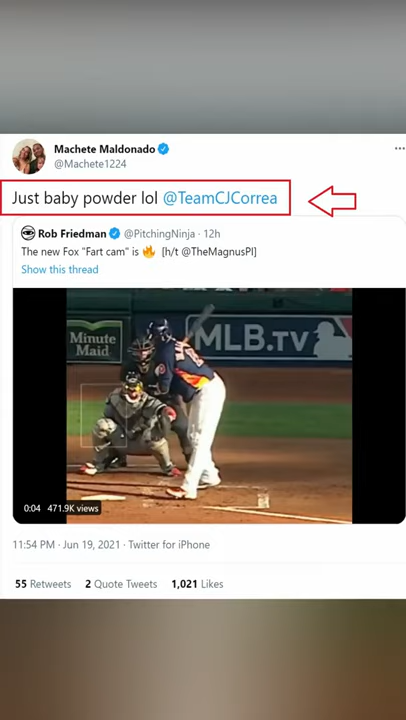 Machete Maldonado
@Machete1224
Just baby powder lol @TeamCJCorrea
Rob Friedman @PitchingNinja · 12h
The new Fox "Fart cam" is 🔥 [h/t @TheMagnusPI]
Show this thread
Minute
Maid
MLB.TV
0:04 471.9K views
11:54 PM · Jun 19, 2021 · Twitter for iPhone
55 Retweets 2 Quote Tweets 1,021 Likes